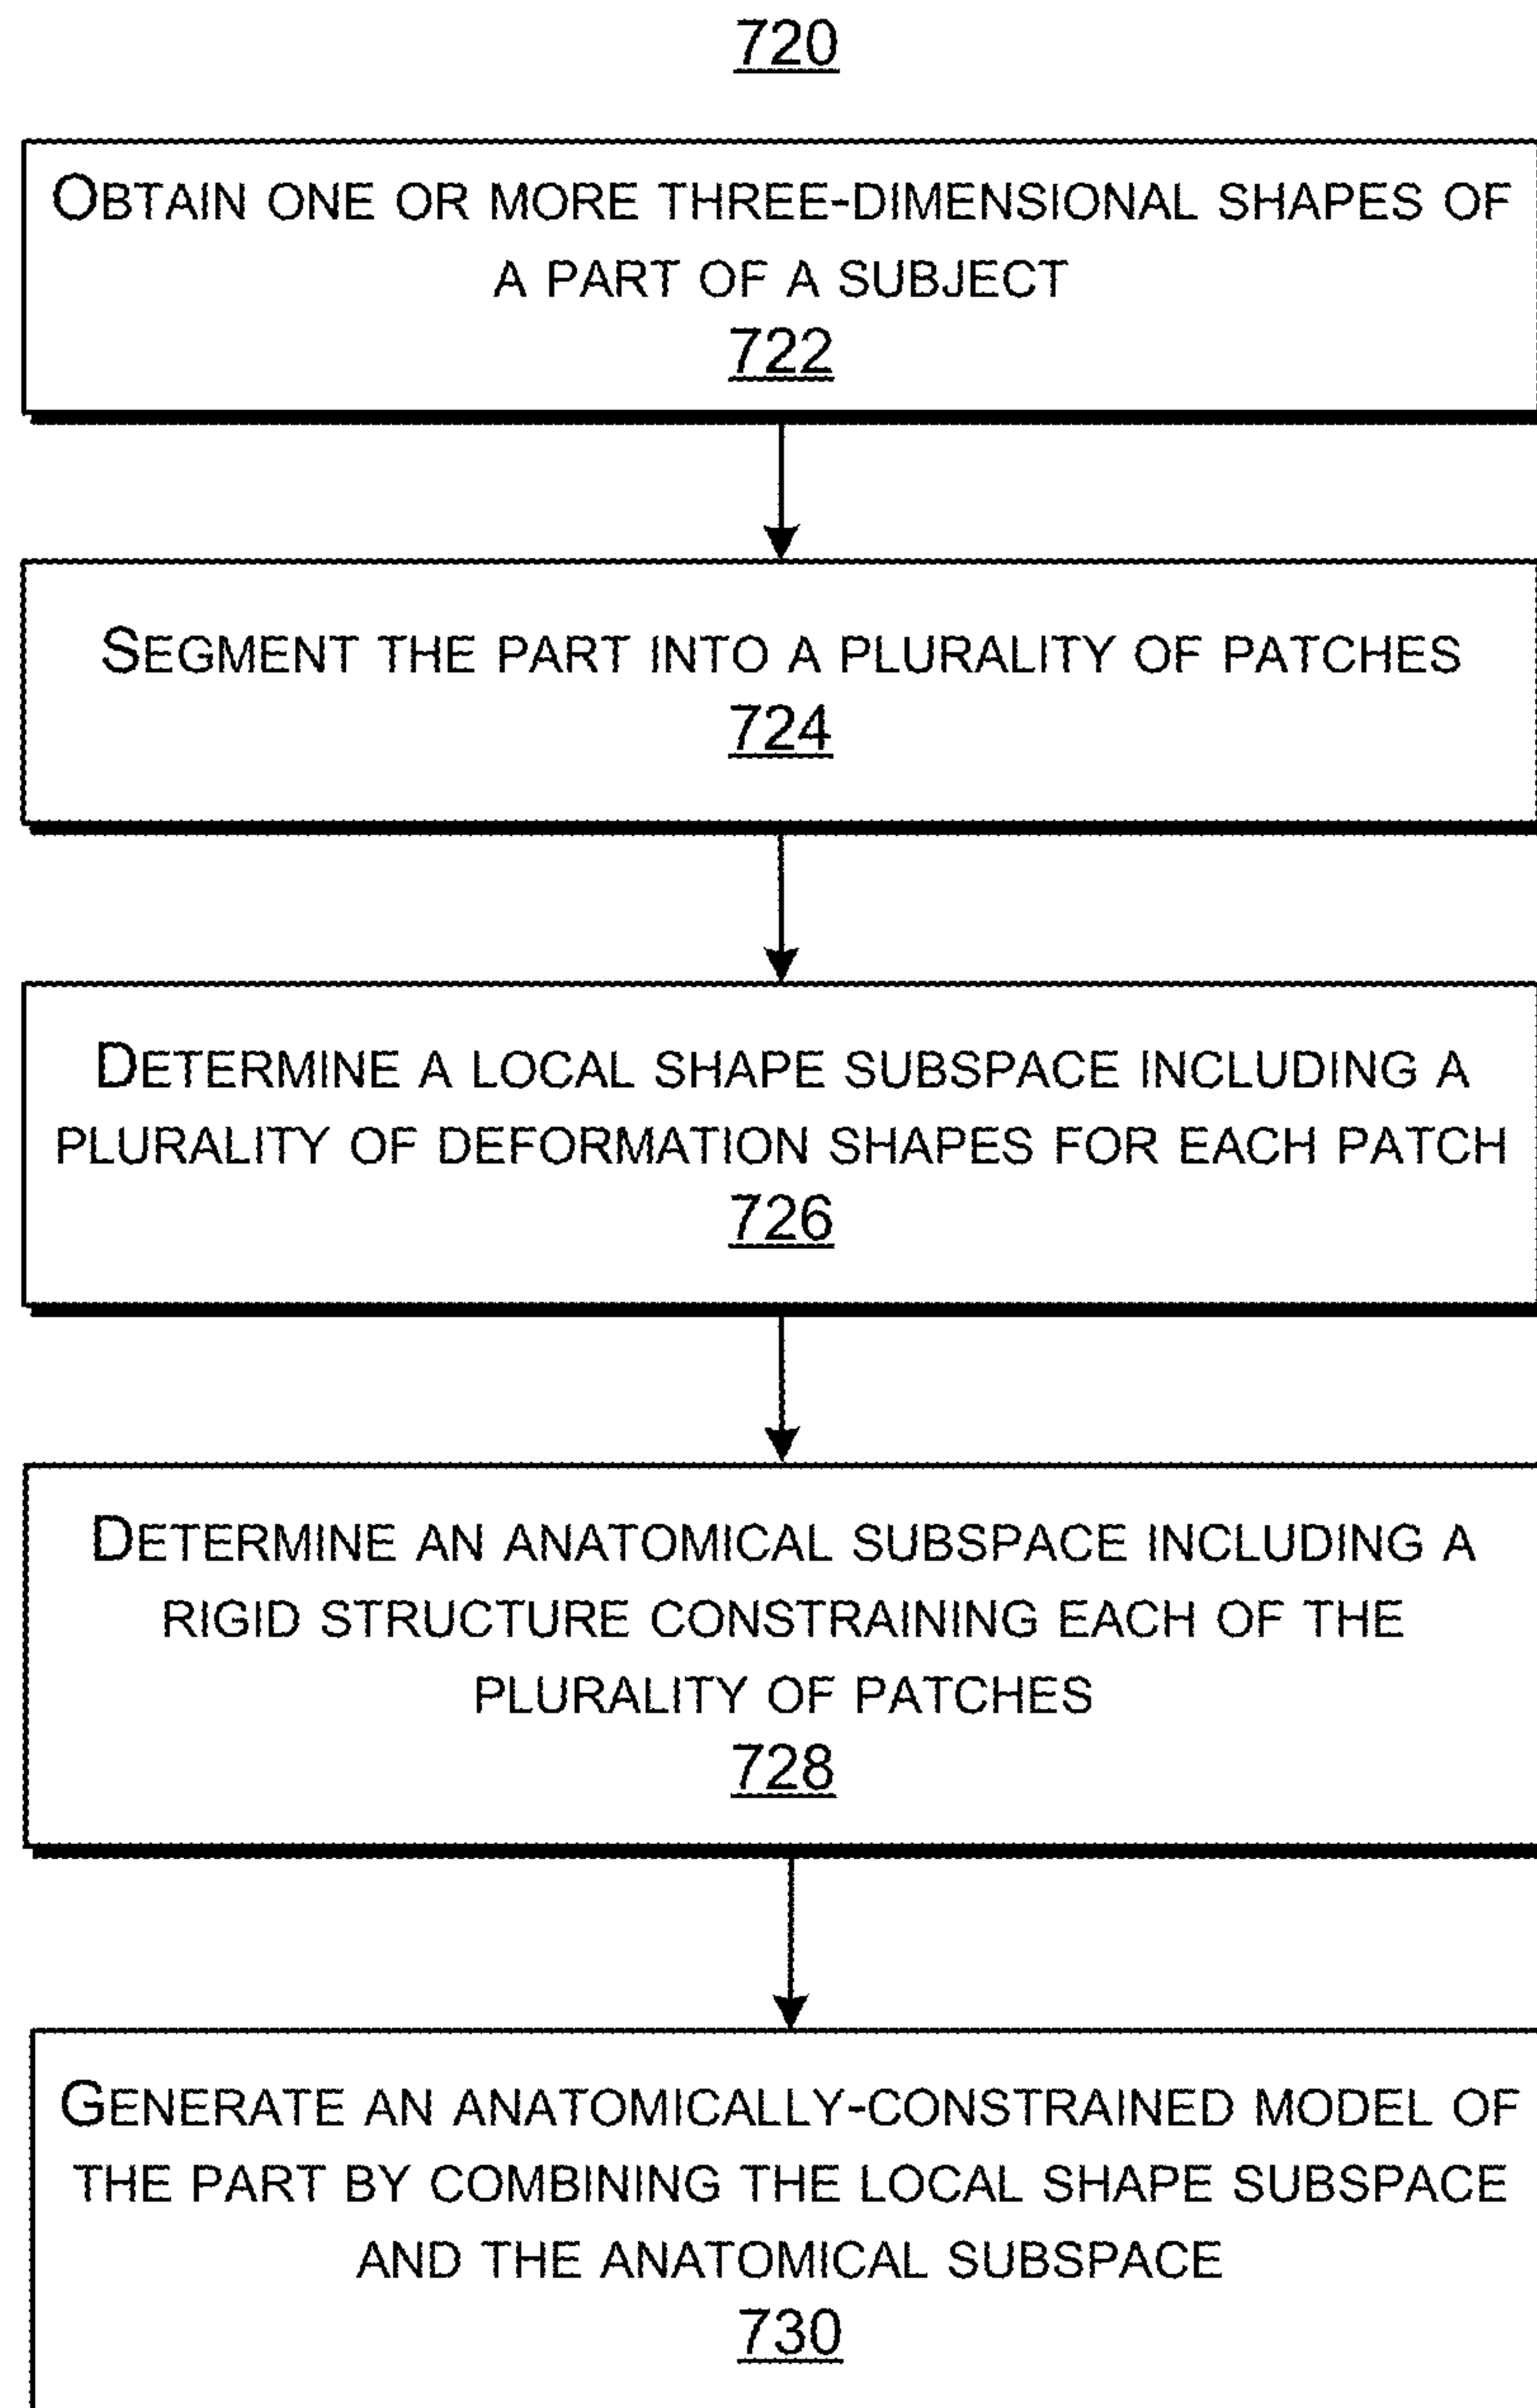 720
OBTAIN ONE OR MORE THREE-DIMENSIONAL SHAPES OF
A PART OF A SUBJECT
722
SEGMENT THE PART INTO A PLURALITY OF PATCHES
724
DETERMINE A LOCAL SHAPE SUBSPACE INCLUDING A
PLURALITY OF DEFORMATION SHAPES FOR EACH PATCH
726
DETERMINE AN ANATOMICAL SUBSPACE INCLUDING A
RIGID STRUCTURE CONSTRAINING EACH OF THE
PLURALITY OF PATCHES
728
GENERATE AN ANATOMICALLY-CONSTRAINED MODEL OF
THE PART BY COMBINING THE LOCAL SHAPE SUBSPACE
AND THE ANATOMICAL SUBSPACE
730